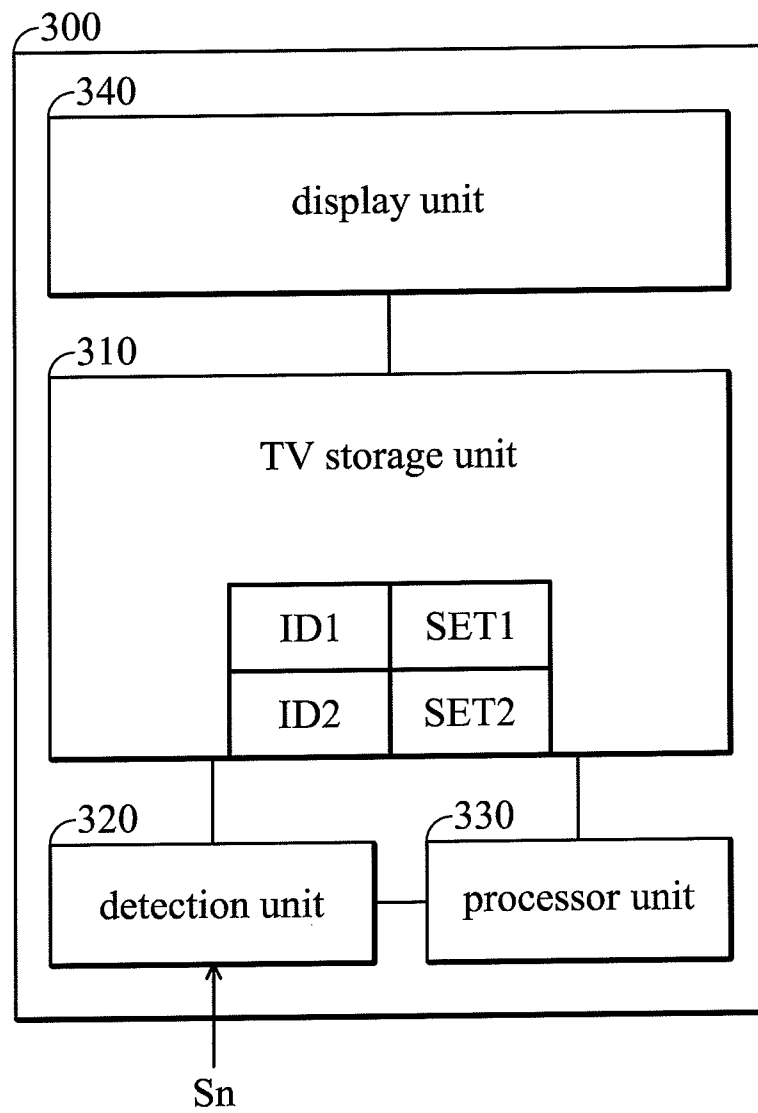 300
340
display unit
310
TV storage unit
ID1 SET1
ID2 SET2
320 330
detection unit processor unit
Sn